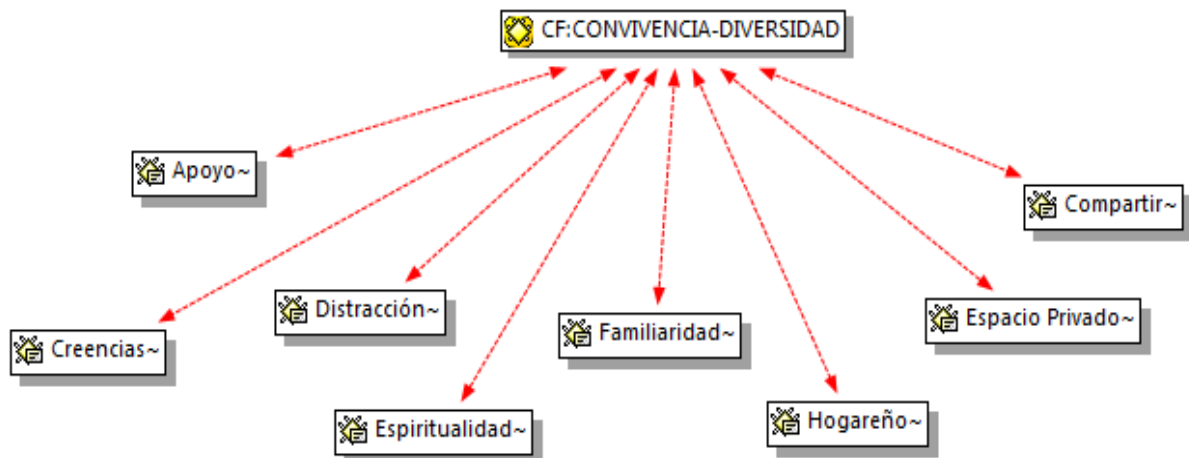 CF:CONVIVENCIA-DIVERSIDAD
Apoyo~
Compartir~
Distracción~
Espacio Privado~
Familiaridad~
Creencias~
Hogareño~
Espiritualidad~